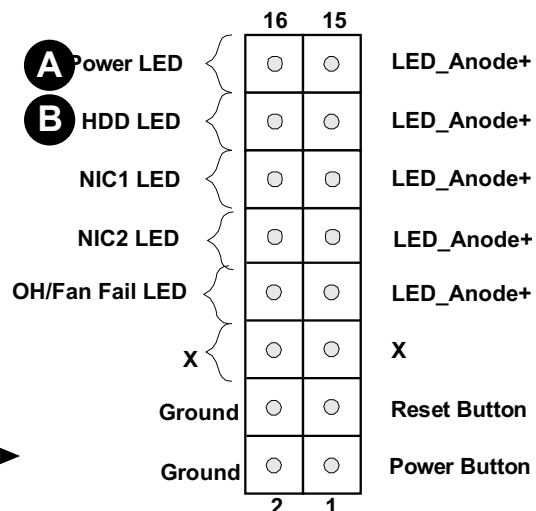 16 15
A Power LED LED_Anode+
B HDD LED LED_Anode+
NIC1 LED LED_Anode+
NIC2 LED LED_Anode+
OH/Fan Fail LED LED_Anode+
X X
Ground Reset Button
Ground Power Button
2 1